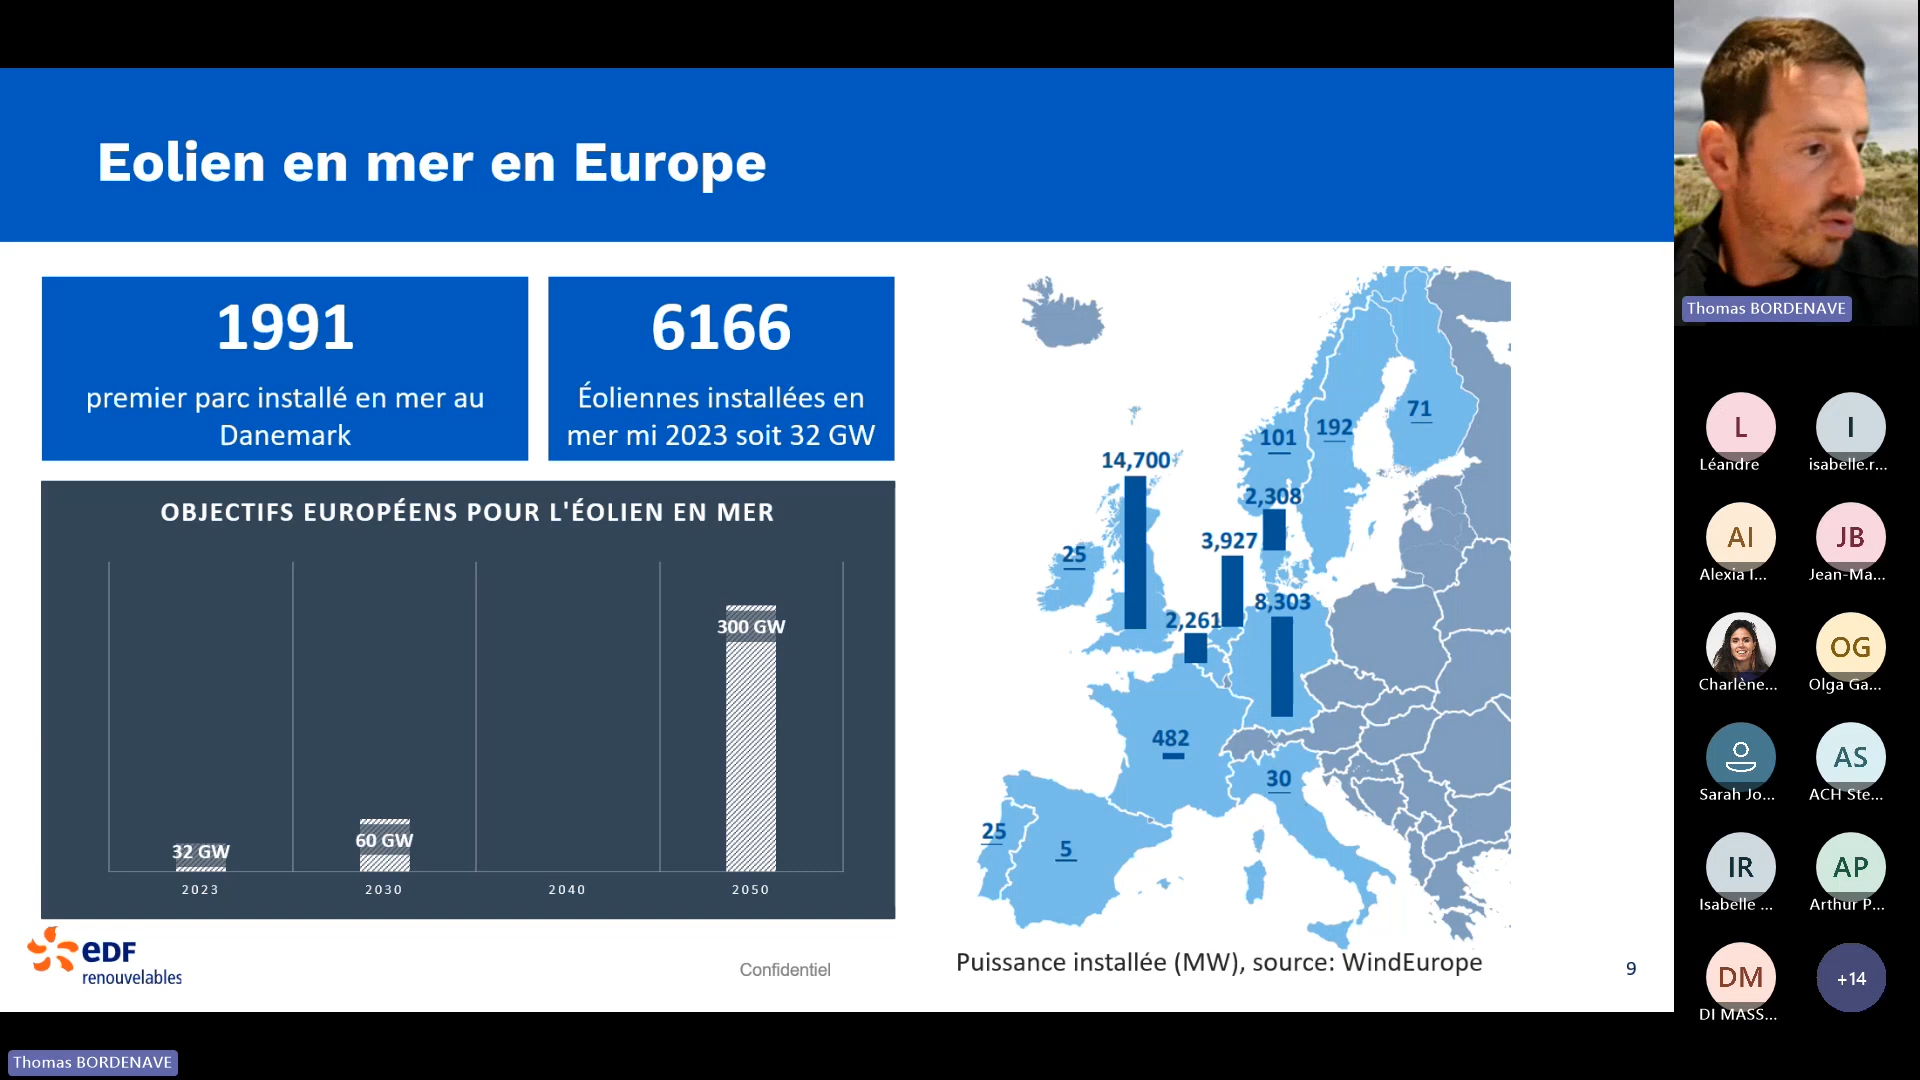 Eolien en mer en Europe
1991
premier parc installé en mer au
Danemark
6166
Éoliennes installées en
mer mi 2023 soit 32 GW
OBJECTIFS EUROPÉENS POUR L'ÉOLIEN EN MER
300 GW
60 GW
32 GW
2023
2030
2040
2050
71
192
101
14,700
2,308
3,927
25
8,303
2,261
482
30
25
5
Puissance installée (MW), source: WindEurope
eDF
renouvelables
Confidentiel
9
Thomas BORDENAVE
L
Léandre
I
isabelle.r...
AI
Alexia I...
JB
Jean-Ma...
Charlène...
OG
Olga Ga...
Sarah Jo...
AS
ACH Ste...
IR
Isabelle ...
AP
Arthur P...
DM
DI MASS...
+14
Thomas BORDENAVE